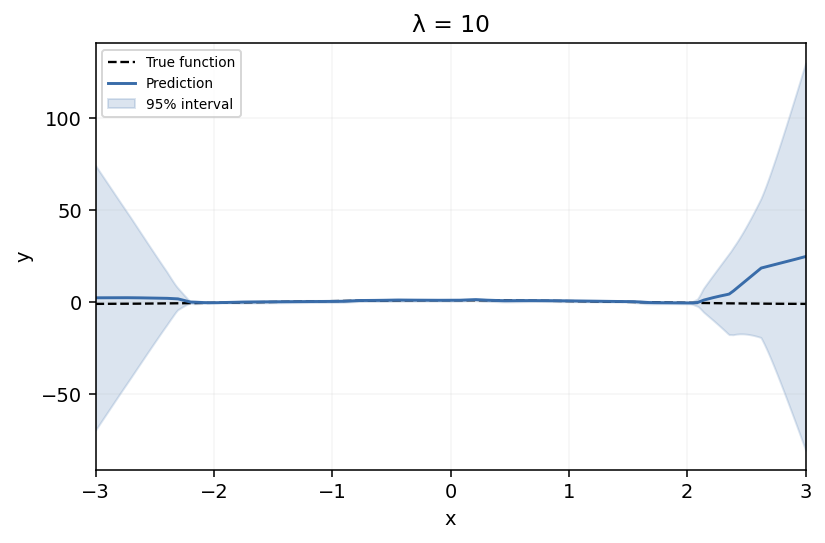 λ = 10
True function
Prediction
95% interval
y
100
50
0
−50
−3
−2
−1
0
1
2
3
x